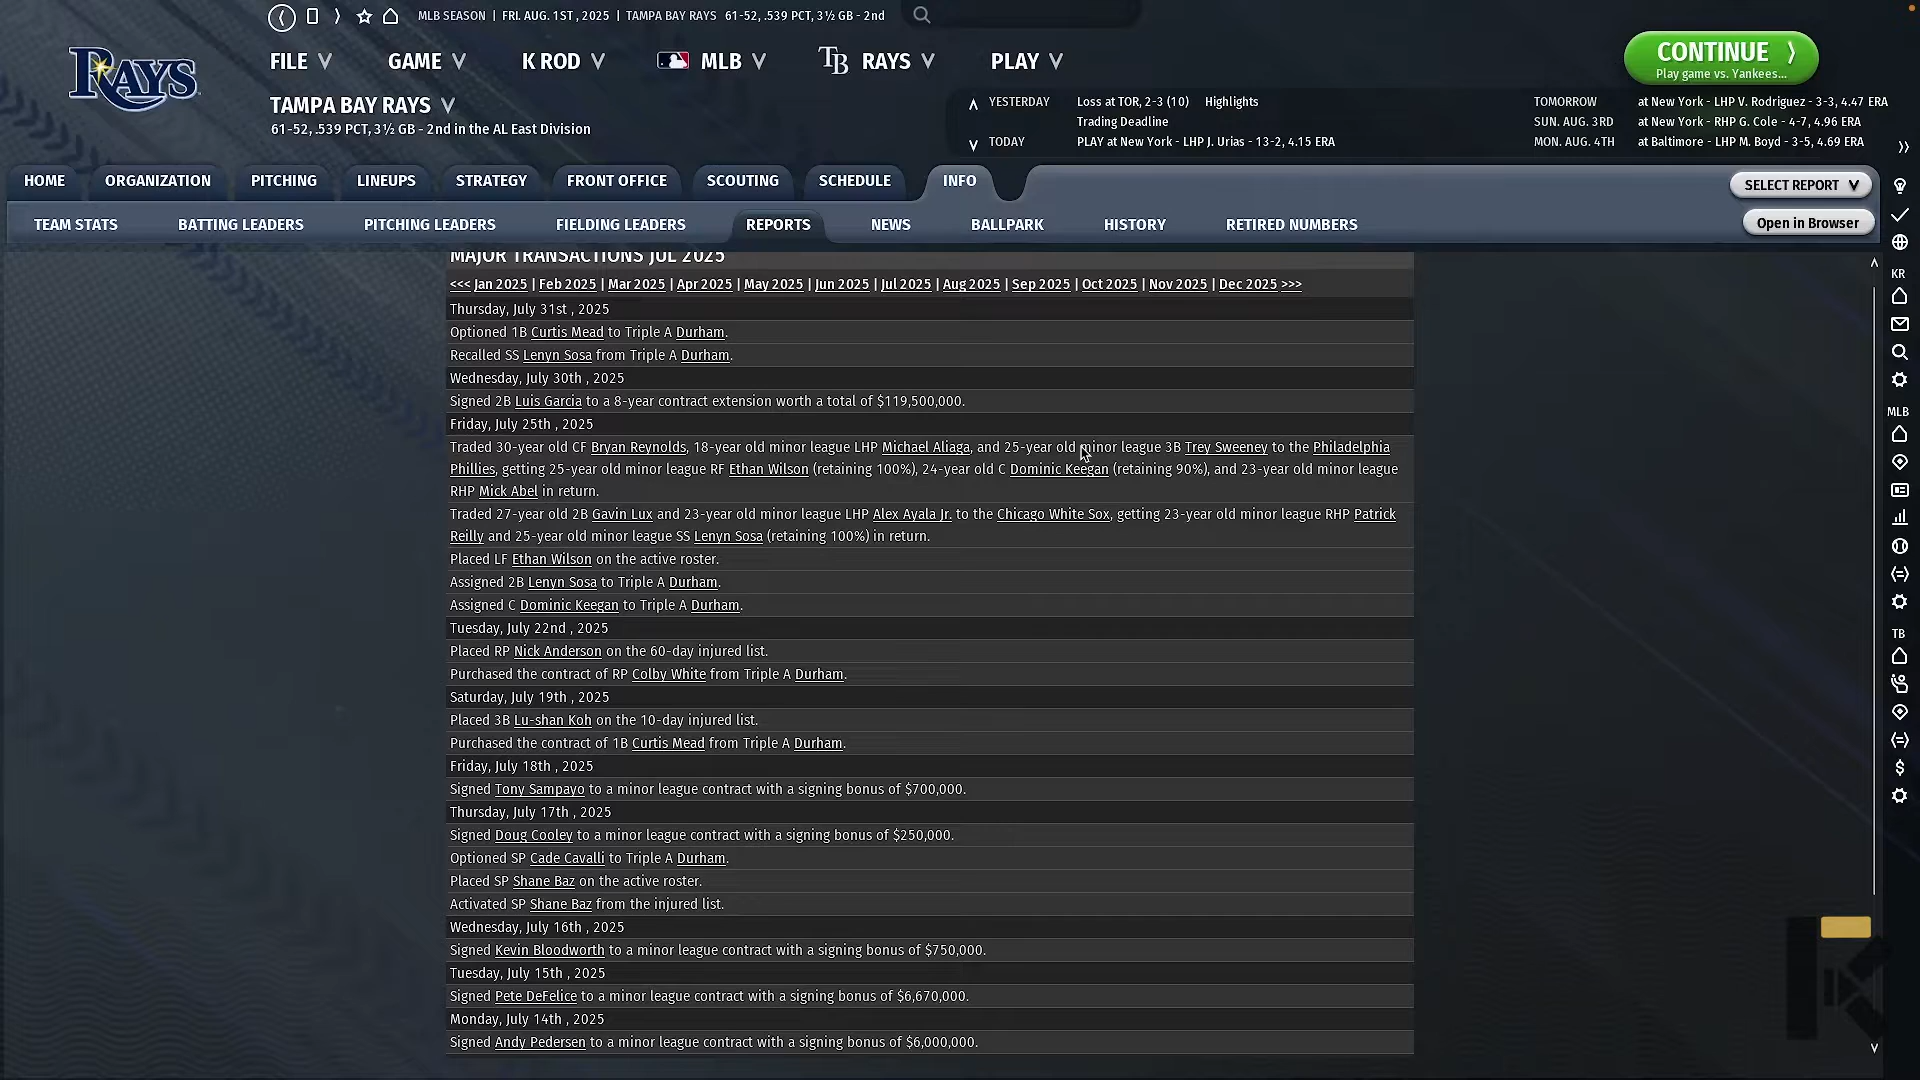 MLB SEASON | FRI. AUG. 1ST, 2025 | TAMPA BAY RAYS 61-52, .539 PCT, 3½ GB - 2nd
RAYS
FILE GAME K ROD MLB TB RAYS PLAY
CONTINUE
Play game vs. Yankees...
TAMPA BAY RAYS
61-52, .539 PCT, 3½ GB - 2nd in the AL East Division
YESTERDAY Loss at TOR, 2-3 (10) Highlights
Trading Deadline
TODAY PLAY at New York - LHP J. Urias - 13-2, 4.15 ERA
TOMORROW at New York - LHP V. Rodriguez - 3-3, 4.47 ERA
SUN. AUG. 3RD at New York - RHP G. Cole - 4-7, 4.96 ERA
MON. AUG. 4TH at Baltimore - LHP M. Boyd - 3-5, 4.69 ERA
HOME ORGANIZATION PITCHING LINEUPS STRATEGY FRONT OFFICE SCOUTING SCHEDULE INFO
SELECT REPORT
TEAM STATS BATTING LEADERS PITCHING LEADERS FIELDING LEADERS REPORTS NEWS BALLPARK HISTORY RETIRED NUMBERS
Open in Browser
MAJOR TRANSACTIONS JUL 2025
<<< Jan 2025 | Feb 2025 | Mar 2025 | Apr 2025 | May 2025 | Jun 2025 | Jul 2025 | Aug 2025 | Sep 2025 | Oct 2025 | Nov 2025 | Dec 2025 >>>
Thursday, July 31st , 2025
Optioned 1B Curtis Mead to Triple A Durham.
Recalled SS Lenyn Sosa from Triple A Durham.
Wednesday, July 30th , 2025
Signed 2B Luis Garcia to a 8-year contract extension worth a total of $119,500,000.
Friday, July 25th , 2025
Traded 30-year old CF Bryan Reynolds, 18-year old minor league LHP Michael Aliaga, and 25-year old minor league 3B Trey Sweeney to the Philadelphia
Phillies, getting 25-year old minor league RF Ethan Wilson (retaining 100%), 24-year old C Dominic Keegan (retaining 90%), and 23-year old minor league
RHP Mick Abel in return.
Traded 27-year old 2B Gavin Lux and 23-year old minor league LHP Alex Ayala Jr. to the Chicago White Sox, getting 23-year old minor league RHP Patrick
Reilly and 25-year old minor league SS Lenyn Sosa (retaining 100%) in return.
Placed LF Ethan Wilson on the active roster.
Assigned 2B Lenyn Sosa to Triple A Durham.
Assigned C Dominic Keegan to Triple A Durham.
Tuesday, July 22nd , 2025
Placed RP Nick Anderson on the 60-day injured list.
Purchased the contract of RP Colby White from Triple A Durham.
Saturday, July 19th , 2025
Placed 3B Lu-shan Koh on the 10-day injured list.
Purchased the contract of 1B Curtis Mead from Triple A Durham.
Friday, July 18th , 2025
Signed Tony Sampayo to a minor league contract with a signing bonus of $700,000.
Thursday, July 17th , 2025
Signed Doug Cooley to a minor league contract with a signing bonus of $250,000.
Optioned SP Cade Cavalli to Triple A Durham.
Placed SP Shane Baz on the active roster.
Activated SP Shane Baz from the injured list.
Wednesday, July 16th , 2025
Signed Kevin Bloodworth to a minor league contract with a signing bonus of $750,000.
Tuesday, July 15th , 2025
Signed Pete DeFelice to a minor league contract with a signing bonus of $6,670,000.
Monday, July 14th , 2025
Signed Andy Pedersen to a minor league contract with a signing bonus of $6,000,000.
KR
MLB
TB
$
K